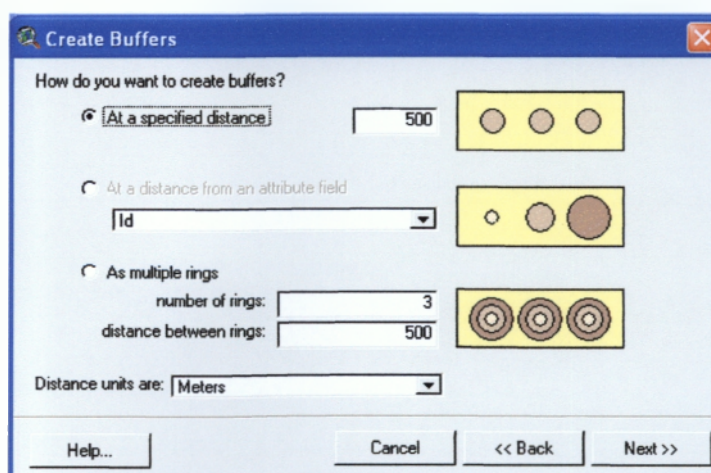 Create Buffers
How do you want to create buffers?
At a specified distance 500
At a distance from an attribute field
Id
As multiple rings
number of rings: 3
distance between rings: 500
Distance units are: Meters
Help... Cancel << Back Next >>